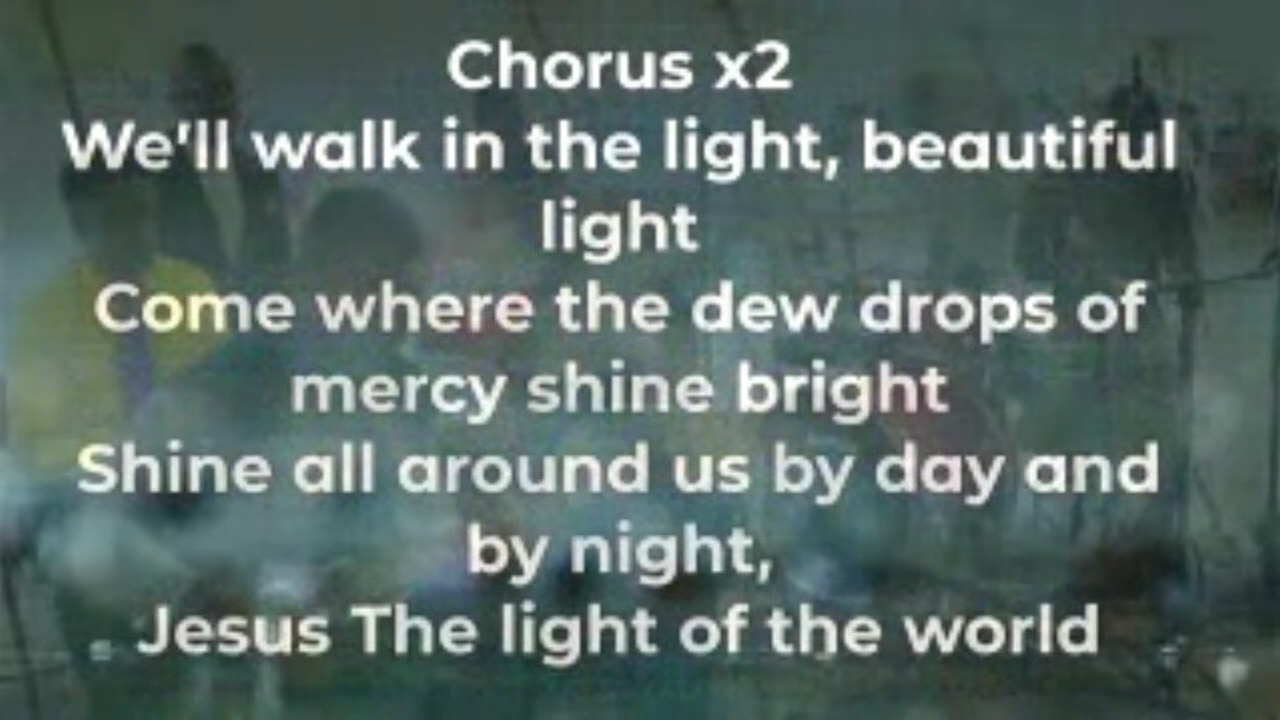 Chorus x2
We'll walk in the light, beautiful
light
Come where the dew drops of
mercy shine bright
Shine all around us by day and
by night,
Jesus The light of the world